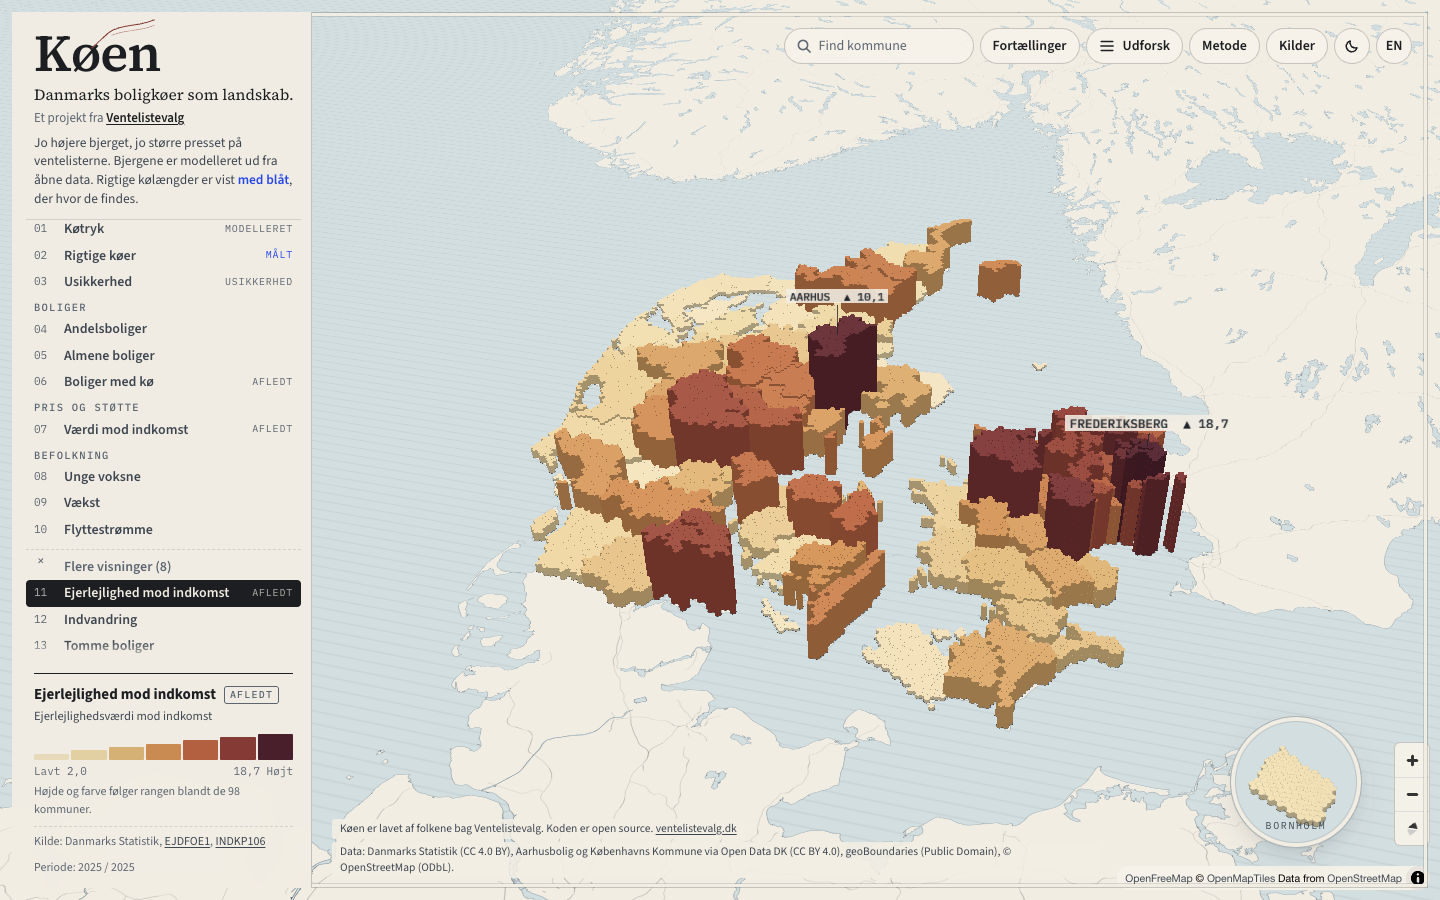 Køen
Danmarks boligkøer som landskab.
Et projekt fra Ventelistevalg
Jo højere bjerget, jo større presset på
ventelisterne. Bjergene er modelleret ud fra
åbne data. Rigtige kølængder er vist med blåt,
der hvor de findes.
01 Køtryk MODELLERET
02 Rigtige køer MÅLT
03 Usikkerhed USIKKERHED
BOLIGER
04 Andelsboliger
05 Almene boliger
06 Boliger med kø AFLEDT
PRIS OG STØTTE
07 Værdi mod indkomst AFLEDT
BEFOLKNING
08 Unge voksne
09 Vækst
10 Flyttestrømme
× Flere visninger (8)
11 Ejerlejlighed mod indkomst AFLEDT
12 Indvandring
13 Tomme boliger
Ejerlejlighed mod indkomst AFLEDT
Ejerlejlighedsværdi mod indkomst
Lavt 2,0 18,7 Højt
Højde og farve følger rangen blandt de 98
kommuner.
Kilde: Danmarks Statistik, EJDFOE1, INDKP106
Periode: 2025 / 2025
Find kommune
Fortællinger
Udforsk
Metode
Kilder
EN
AARHUS ▲ 10,1
FREDERIKSBERG ▲ 18,7
BORNHOLM
Køen er lavet af folkene bag Ventelistevalg. Koden er open source. ventelistevalg.dk
Data: Danmarks Statistik (CC 4.0 BY), Aarhusbolig og Københavns Kommune via Open Data DK (CC BY 4.0), geoBoundaries (Public Domain), ©
OpenStreetMap (ODbL).
OpenFreeMap © OpenMapTiles Data from OpenStreetMap